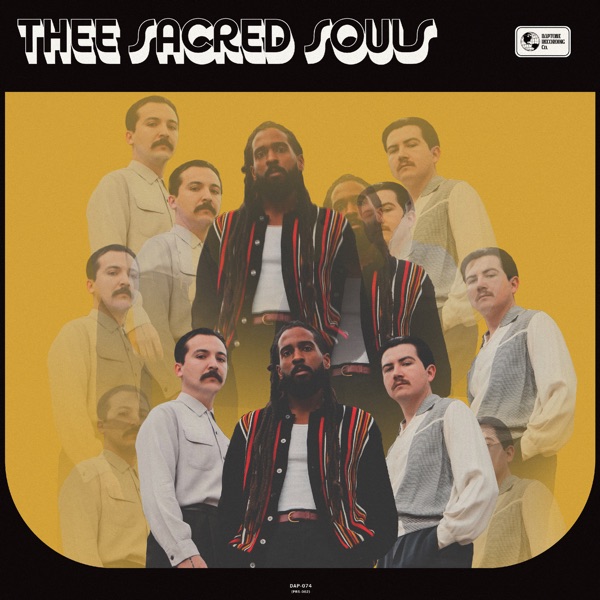 THEE SACRED SOULS
DAPTONE
RECORDING
Co.
DAP-074
(PRS-002)